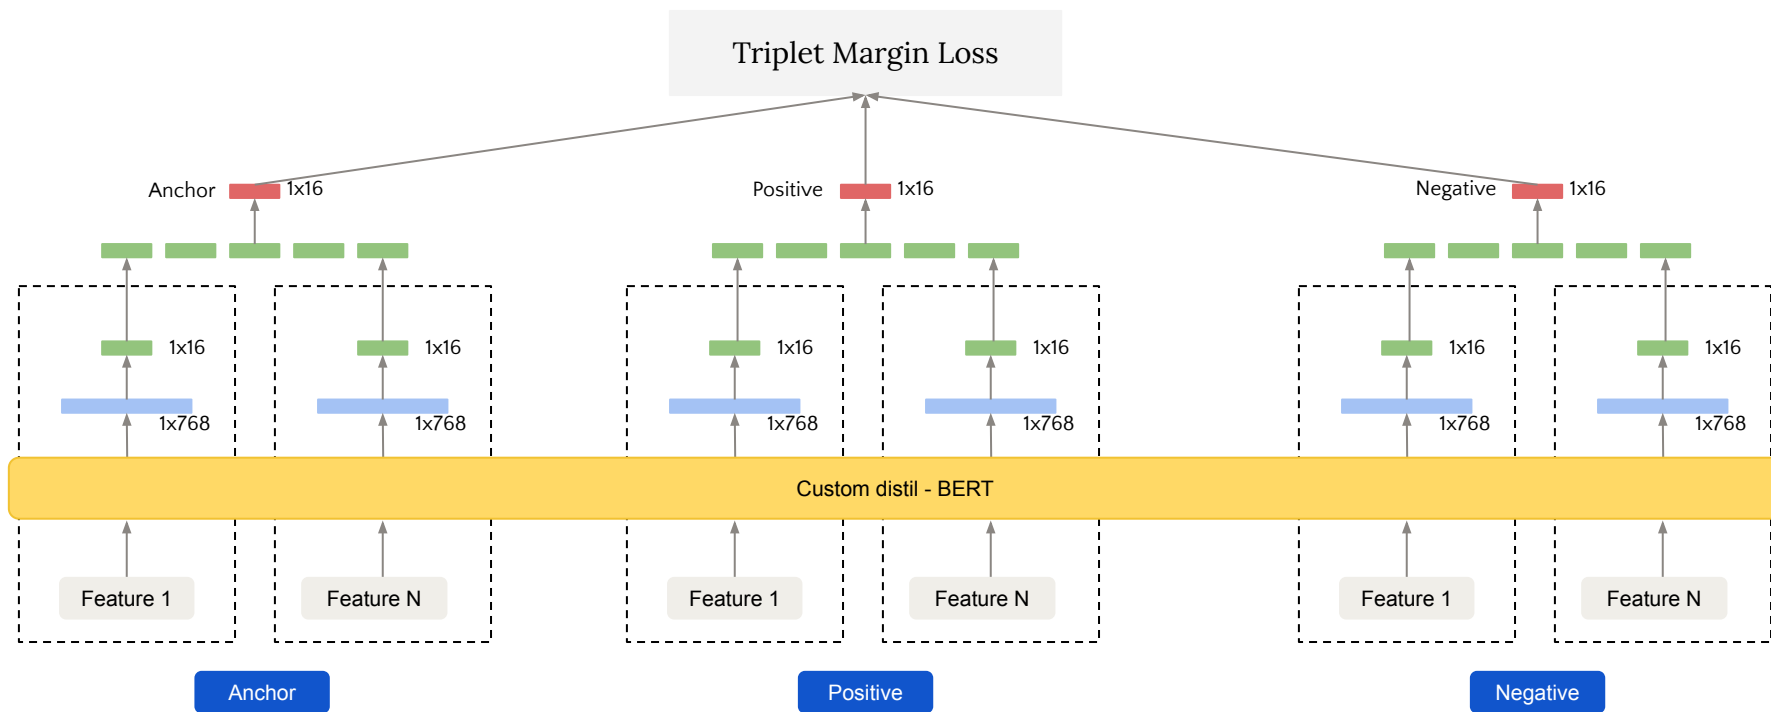 Triplet Margin Loss
Anchor 1x16
Positive 1x16
Negative 1x16
1x16 1x16 1x16 1x16 1x16 1x16
1x768 1x768 1x768 1x768 1x768 1x768
Custom distil - BERT
Feature 1 Feature N Feature 1 Feature N Feature 1 Feature N
Anchor Positive Negative